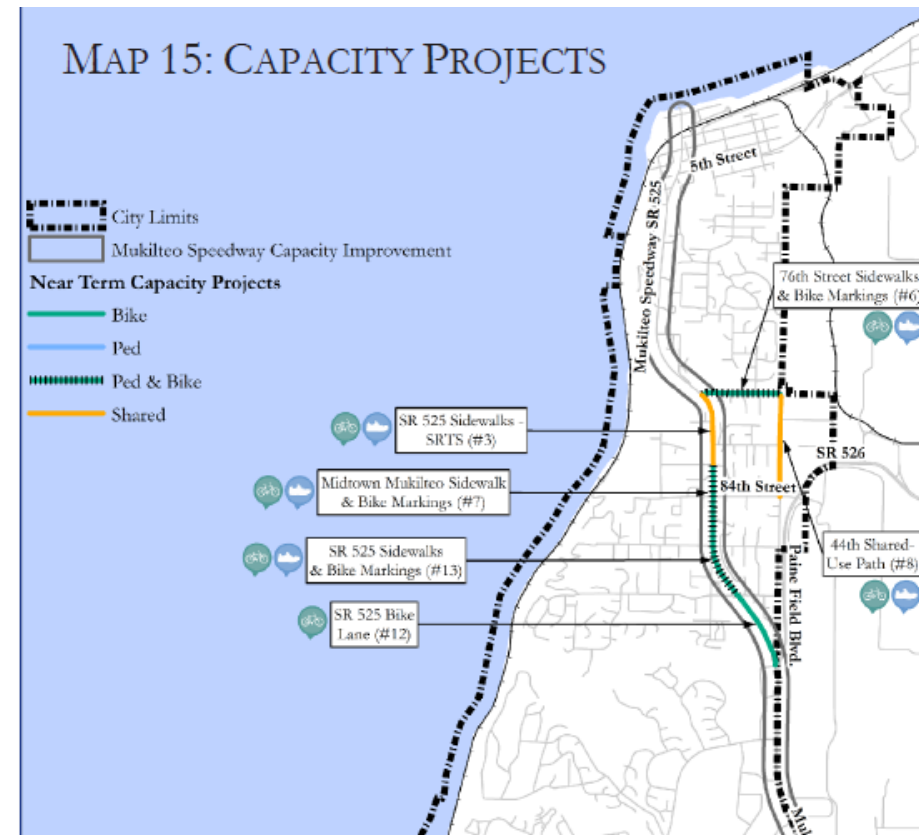 MAP 15: CAPACITY PROJECTS
City Limits
Mukilteo Speedway Capacity Improvement
Near Term Capacity Projects
Bike
Ped
Ped & Bike
Shared
5th Street
Mukilteo Speedway SR 525
76th Street Sidewalks
& Bike Markings (#6)
SR 525 Sidewalks -
SRTS (#3)
SR 526
Midtown Mukilteo Sidewalk
& Bike Markings (#7)
84th Street
SR 525 Sidewalks
& Bike Markings (#13)
44th Shared-
Use Path (#8)
Paine Field Blvd.
SR 525 Bike
Lane (#12)
Mu